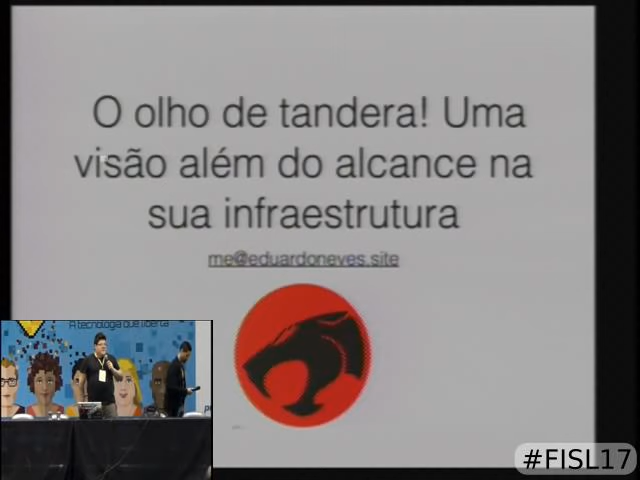 O olho de tandera! Uma
visão além do alcance na
sua infraestrutura
me@eduardoneves.site
A tecnologia que liberta
#FISL17